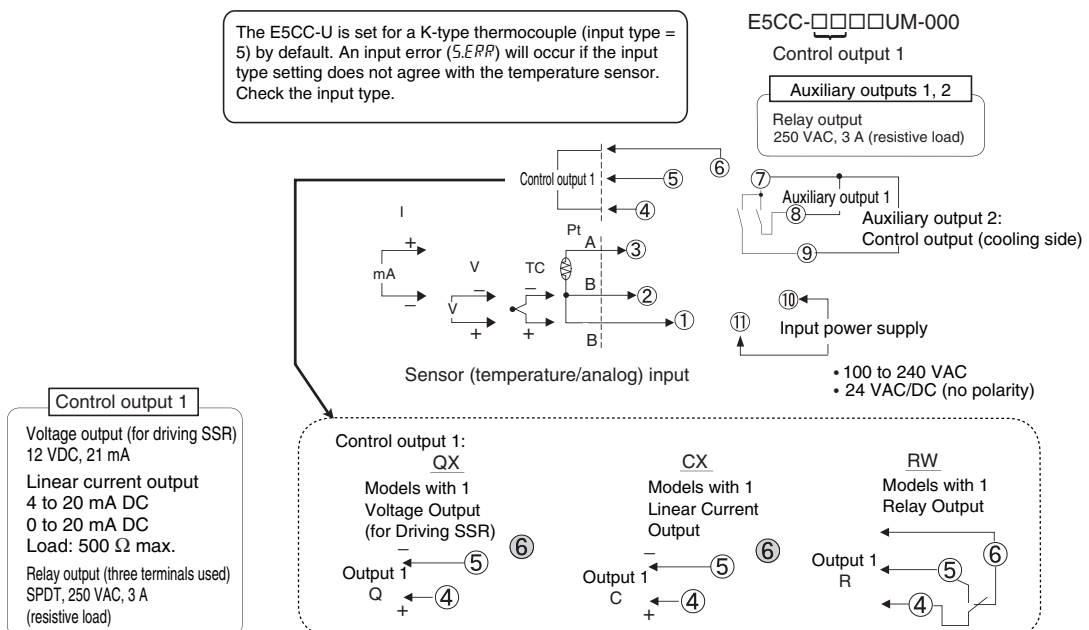 The E5CC-U is set for a K-type thermocouple (input type =
5) by default. An input error (S.ERR) will occur if the input
type setting does not agree with the temperature sensor.
Check the input type.
E5CC-□□□□UM-000
Control output 1
Auxiliary outputs 1, 2
Relay output
250 VAC, 3 A (resistive load)
Control output 1
⑥
⑤
④
⑦
Auxiliary output 1
⑧
Auxiliary output 2:
Control output (cooling side)
⑨
I
+
mA
−
V
−
V
+
TC
−
+
Pt
A
③
B
②
①
B
⑩
⑪
Input power supply
• 100 to 240 VAC
• 24 VAC/DC (no polarity)
Sensor (temperature/analog) input
Control output 1
Voltage output (for driving SSR)
12 VDC, 21 mA
Linear current output
4 to 20 mA DC
0 to 20 mA DC
Load: 500 Ω max.
Relay output (three terminals used)
SPDT, 250 VAC, 3 A
(resistive load)
Control output 1:
QX
Models with 1
Voltage Output
(for Driving SSR)
⑥
−
⑤
Output 1
Q
④
+
CX
Models with 1
Linear Current
Output
⑥
−
⑤
Output 1
C
④
+
RW
Models with 1
Relay Output
⑥
Output 1
R
⑤
④